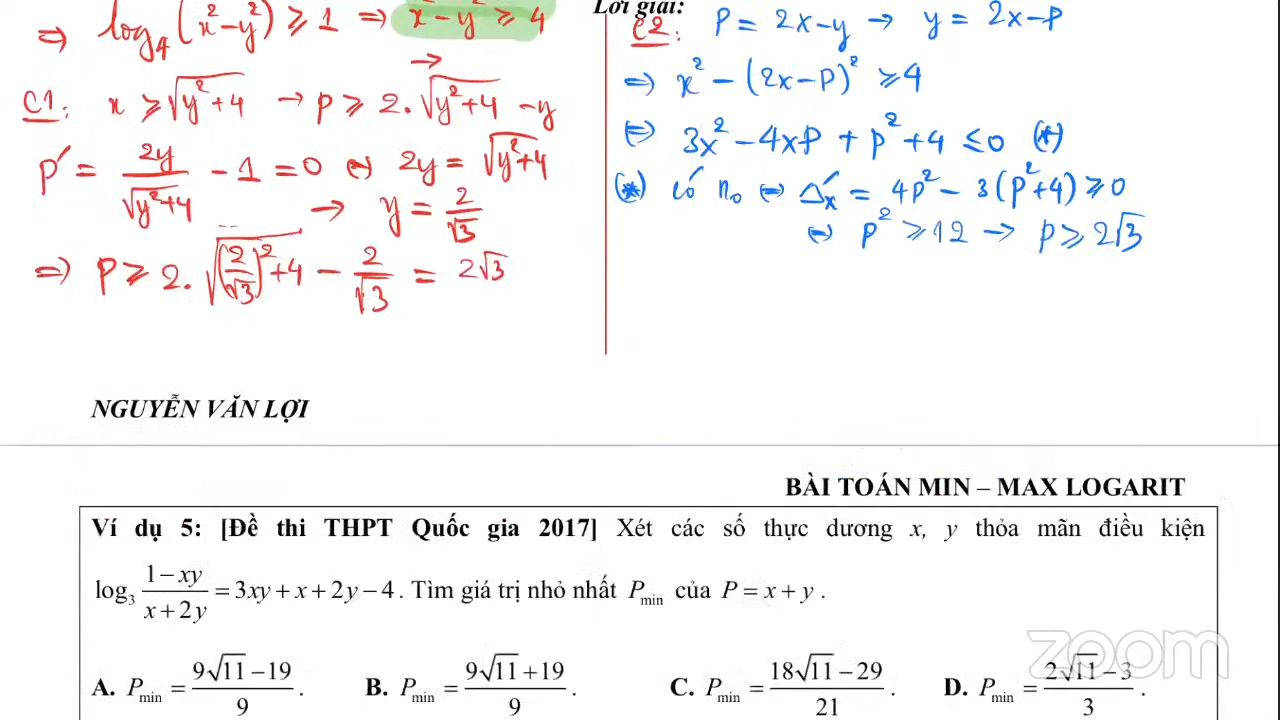 ⇒ log₄(x²−y²) ≥ 1 ⇒ x²−y² ≥ 4
→
C1: x ≥ √(y²+4) → P ≥ 2.√(y²+4) − y
P' = 2y/√(y²+4) − 1 = 0 ⇔ 2y = √(y²+4)
→ y = 2/√3
⇒ P ≥ 2.√((2/√3)²+4) − 2/√3 = 2√3
Lời giải:
C2: P = 2x−y → y = 2x−P
⇒ x² − (2x−P)² ≥ 4
⇔ 3x² − 4xP + P² + 4 ≤ 0 (*)
(*) có n₀ ⇔ Δ'ₓ = 4P² − 3(P²+4) ≥ 0
⇔ P² ≥ 12 → P ≥ 2√3
NGUYỄN VĂN LỢI
BÀI TOÁN MIN – MAX LOGARIT
Ví dụ 5: [Đề thi THPT Quốc gia 2017] Xét các số thực dương x, y thỏa mãn điều kiện
log₃ (1−xy)/(x+2y) = 3xy + x + 2y − 4. Tìm giá trị nhỏ nhất Pmin của P = x + y.
A. Pmin = (9√11 − 19)/9. B. Pmin = (9√11 + 19)/9. C. Pmin = (18√11 − 29)/21. D. Pmin = (2√11 − 3)/3.
zoom